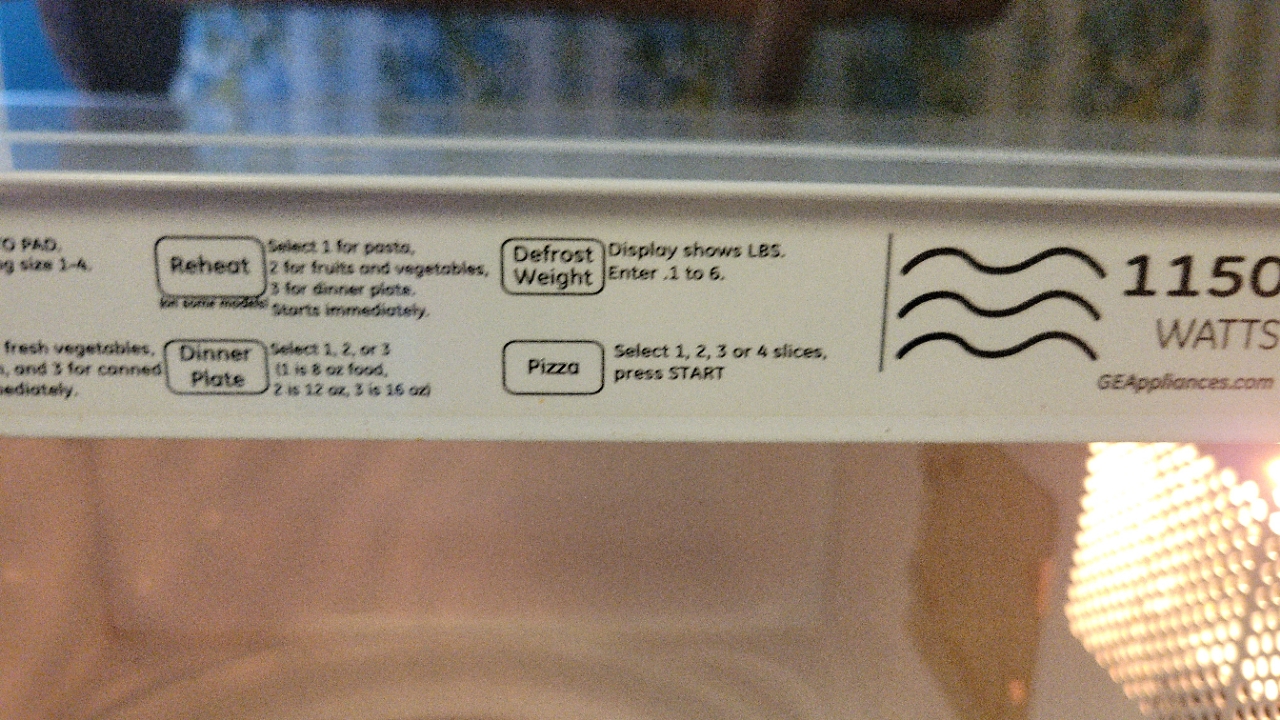 TO PAD.
ng size 1-4.
Reheat
(on some models)
Select 1 for pasta,
2 for fruits and vegetables,
3 for dinner plate.
Starts immediately.
Defrost
Weight
Display shows LBS.
Enter .1 to 6.
fresh vegetables,
, and 3 for canned
mediately.
Dinner
Plate
Select 1, 2, or 3
(1 is 8 oz food,
2 is 12 oz, 3 is 16 oz)
Pizza
Select 1, 2, 3 or 4 slices,
press START
1150
WATTS
GEAppliances.com